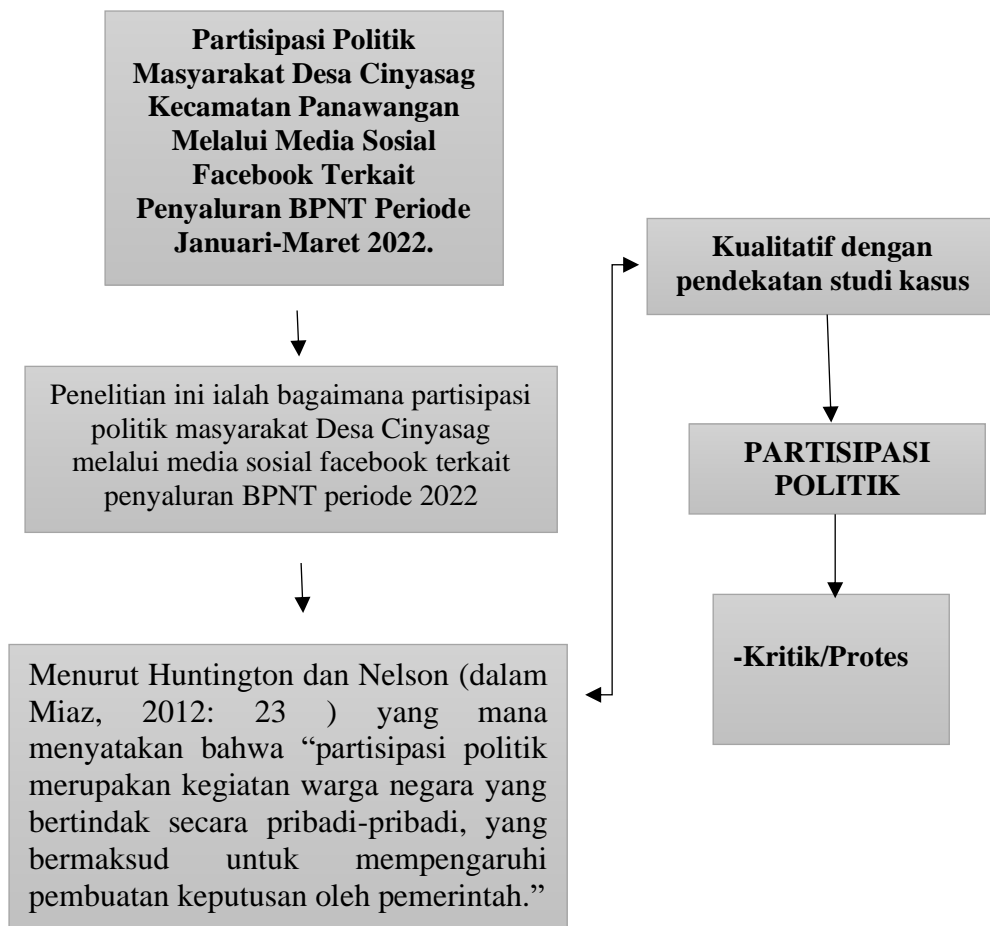 Partisipasi Politik
Masyarakat Desa Cinyasag
Kecamatan Panawangan
Melalui Media Sosial
Facebook Terkait
Penyaluran BPNT Periode
Januari-Maret 2022.
Penelitian ini ialah bagaimana partisipasi
politik masyarakat Desa Cinyasag
melalui media sosial facebook terkait
penyaluran BPNT periode 2022
Menurut Huntington dan Nelson (dalam
Miaz, 2012: 23 ) yang mana
menyatakan bahwa “partisipasi politik
merupakan kegiatan warga negara yang
bertindak secara pribadi-pribadi, yang
bermaksud untuk mempengaruhi
pembuatan keputusan oleh pemerintah.”
Kualitatif dengan
pendekatan studi kasus
PARTISIPASI
POLITIK
-Kritik/Protes